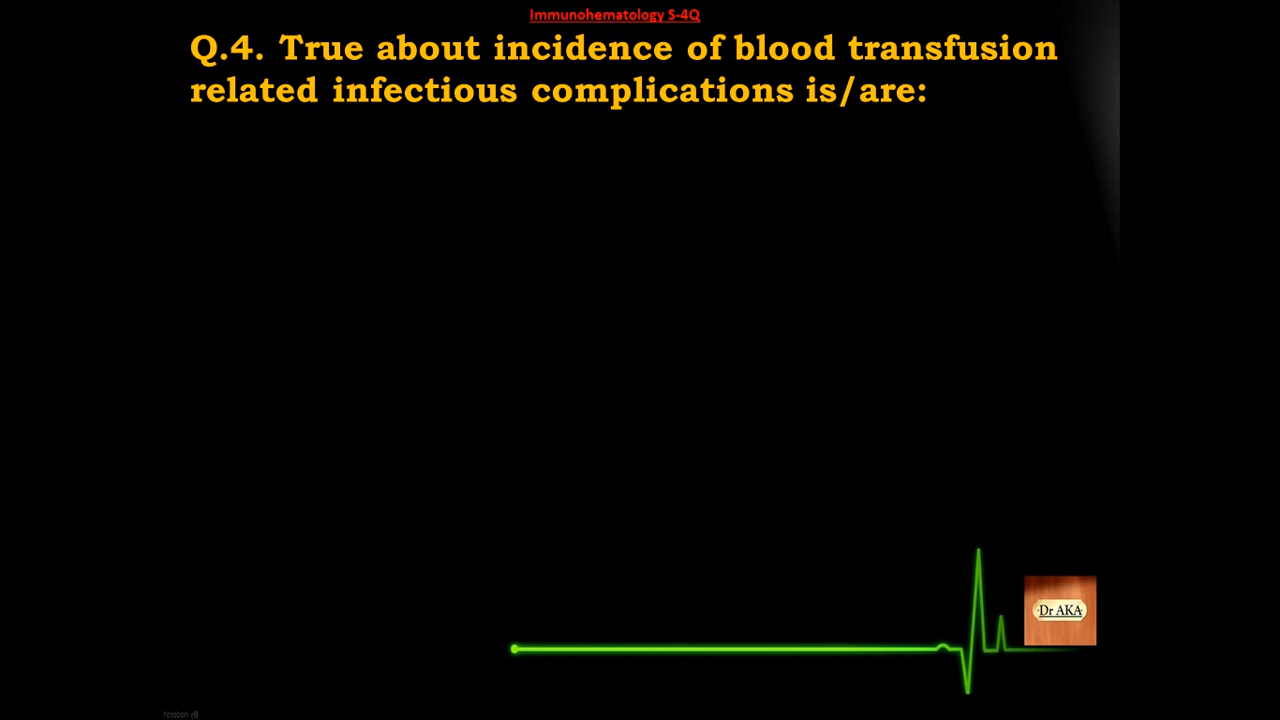 Immunohematology S-4Q
Q.4. True about incidence of blood transfusion
related infectious complications is/are:
Dr AKA